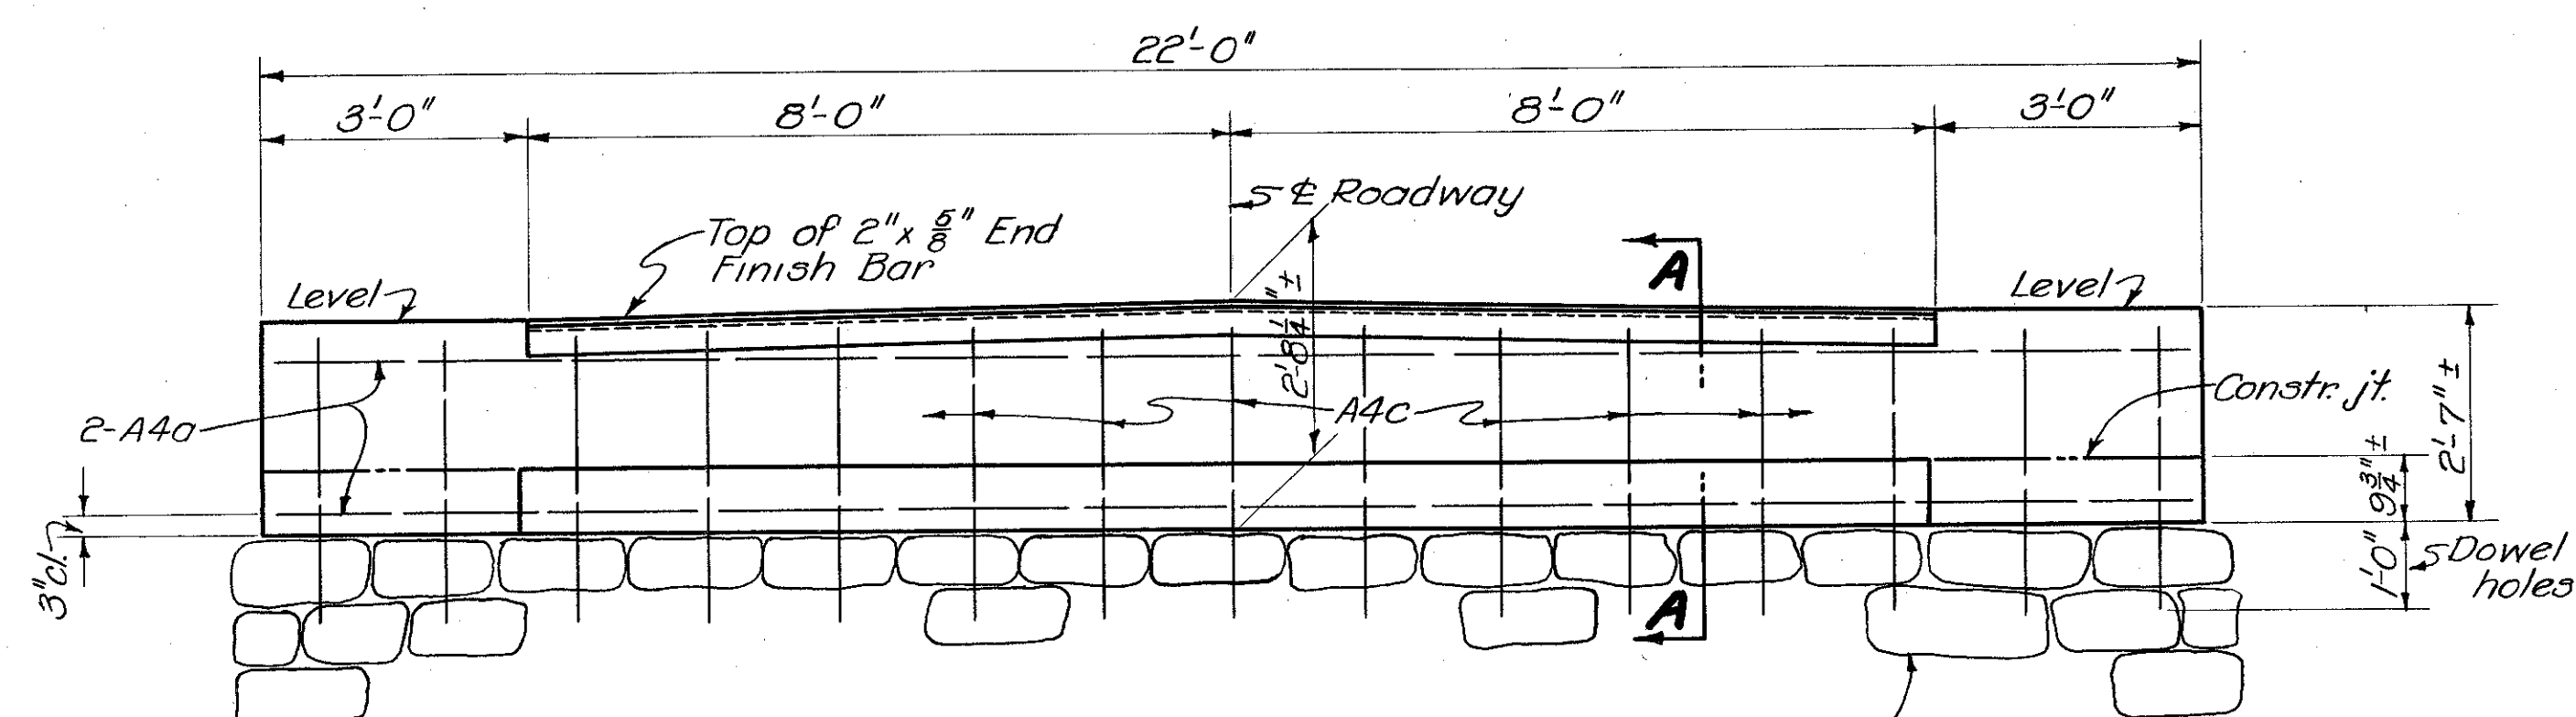 22'-0"
3'-0"
8'-0"
8'-0"
3'-0"
℄ Roadway
Top of 2" x 5/8" End
Finish Bar
A
Level
Level
2'-8 1/4" ±
2-A4a
A4c
Constr. jt.
2'-7" ±
9 3/4" ±
3" cl.
1'-0"
Dowel
holes
A